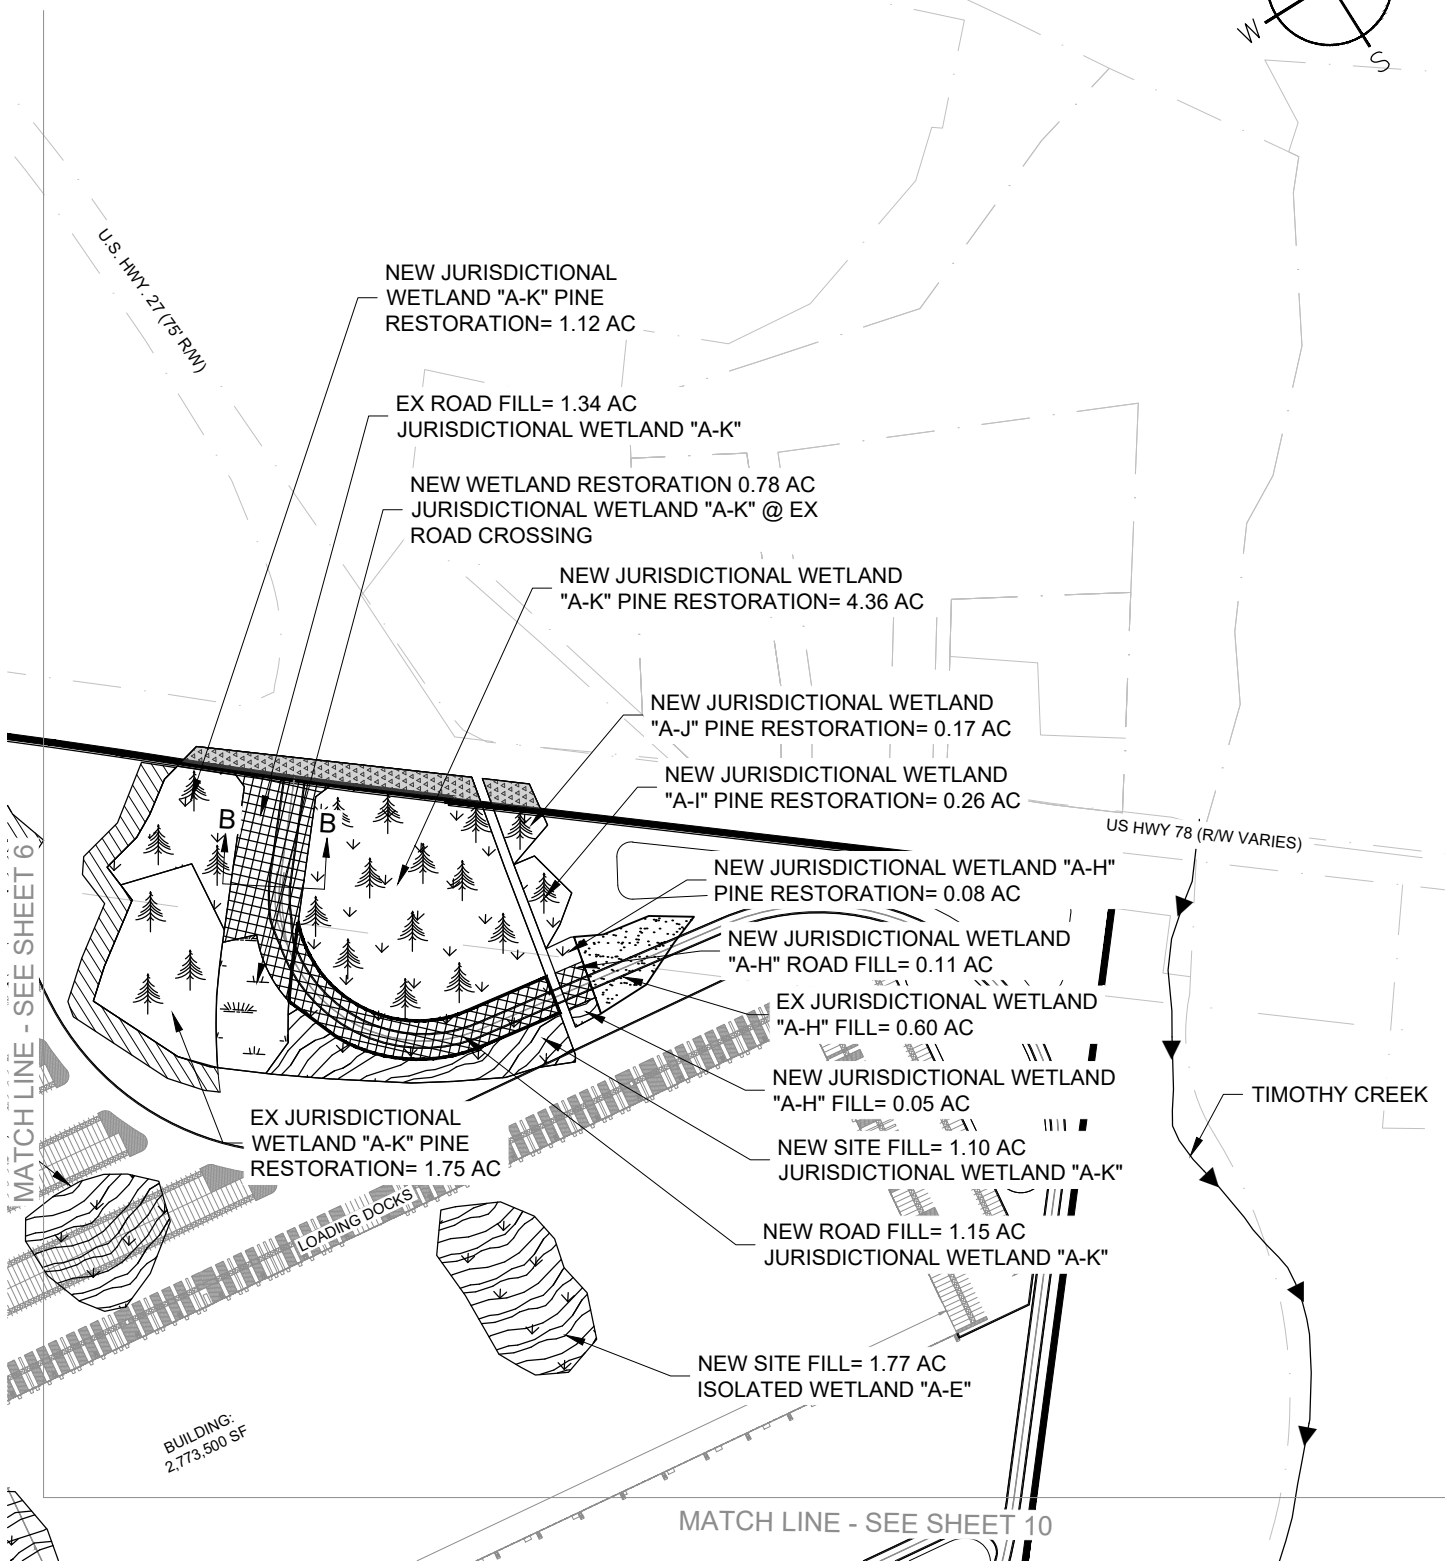 W
S
U.S. HWY. 27 (75' R/W)
NEW JURISDICTIONAL
WETLAND "A-K" PINE
RESTORATION= 1.12 AC
EX ROAD FILL= 1.34 AC
JURISDICTIONAL WETLAND "A-K"
NEW WETLAND RESTORATION 0.78 AC
JURISDICTIONAL WETLAND "A-K" @ EX
ROAD CROSSING
NEW JURISDICTIONAL WETLAND
"A-K" PINE RESTORATION= 4.36 AC
NEW JURISDICTIONAL WETLAND
"A-J" PINE RESTORATION= 0.17 AC
NEW JURISDICTIONAL WETLAND
"A-I" PINE RESTORATION= 0.26 AC
US HWY 78 (R/W VARIES)
B
B
NEW JURISDICTIONAL WETLAND "A-H"
PINE RESTORATION= 0.08 AC
NEW JURISDICTIONAL WETLAND
"A-H" ROAD FILL= 0.11 AC
EX JURISDICTIONAL WETLAND
"A-H" FILL= 0.60 AC
NEW JURISDICTIONAL WETLAND
"A-H" FILL= 0.05 AC
TIMOTHY CREEK
MATCH LINE - SEE SHEET 6
EX JURISDICTIONAL
WETLAND "A-K" PINE
RESTORATION= 1.75 AC
NEW SITE FILL= 1.10 AC
JURISDICTIONAL WETLAND "A-K"
LOADING DOCKS
NEW ROAD FILL= 1.15 AC
JURISDICTIONAL WETLAND "A-K"
NEW SITE FILL= 1.77 AC
ISOLATED WETLAND "A-E"
BUILDING:
2,773,500 SF
MATCH LINE - SEE SHEET 10